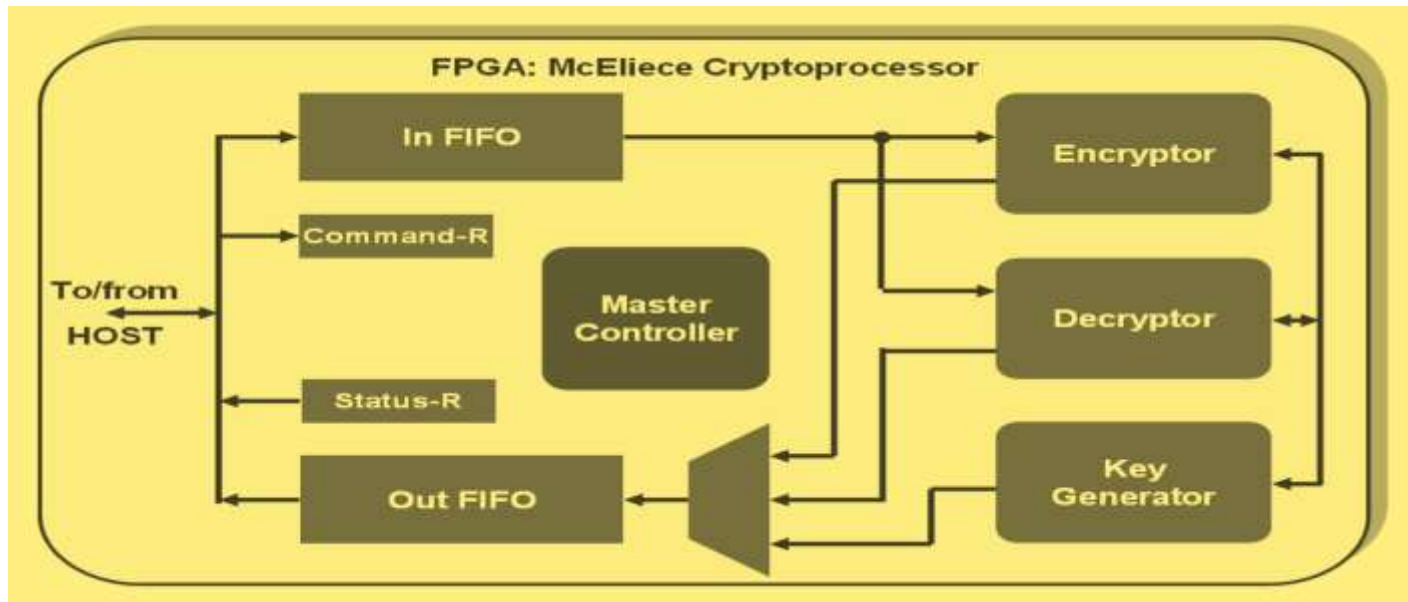 FPGA: McEliece Cryptoprocessor
In FIFO
Encryptor
Command-R
To/from
HOST
Master
Controller
Decryptor
Status-R
Out FIFO
Key
Generator